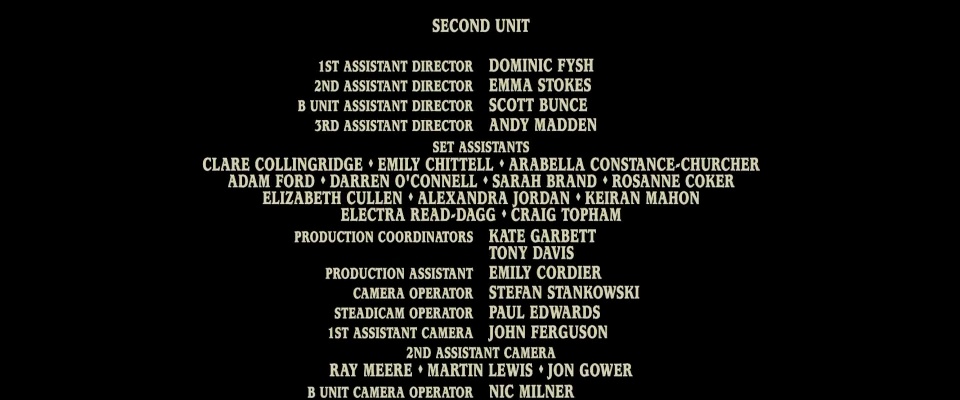 SECOND UNIT
1ST ASSISTANT DIRECTOR DOMINIC FYSH
2ND ASSISTANT DIRECTOR EMMA STOKES
B UNIT ASSISTANT DIRECTOR SCOTT BUNCE
3RD ASSISTANT DIRECTOR ANDY MADDEN
SET ASSISTANTS
CLARE COLLINGRIDGE ♦ EMILY CHITTELL ♦ ARABELLA CONSTANCE-CHURCHER
ADAM FORD ♦ DARREN O'CONNELL ♦ SARAH BRAND ♦ ROSANNE COKER
ELIZABETH CULLEN ♦ ALEXANDRA JORDAN ♦ KEIRAN MAHON
ELECTRA READ-DAGG ♦ CRAIG TOPHAM
PRODUCTION COORDINATORS KATE GARBETT
TONY DAVIS
PRODUCTION ASSISTANT EMILY CORDIER
CAMERA OPERATOR STEFAN STANKOWSKI
STEADICAM OPERATOR PAUL EDWARDS
1ST ASSISTANT CAMERA JOHN FERGUSON
2ND ASSISTANT CAMERA
RAY MEERE ♦ MARTIN LEWIS ♦ JON GOWER
B UNIT CAMERA OPERATOR NIC MILNER